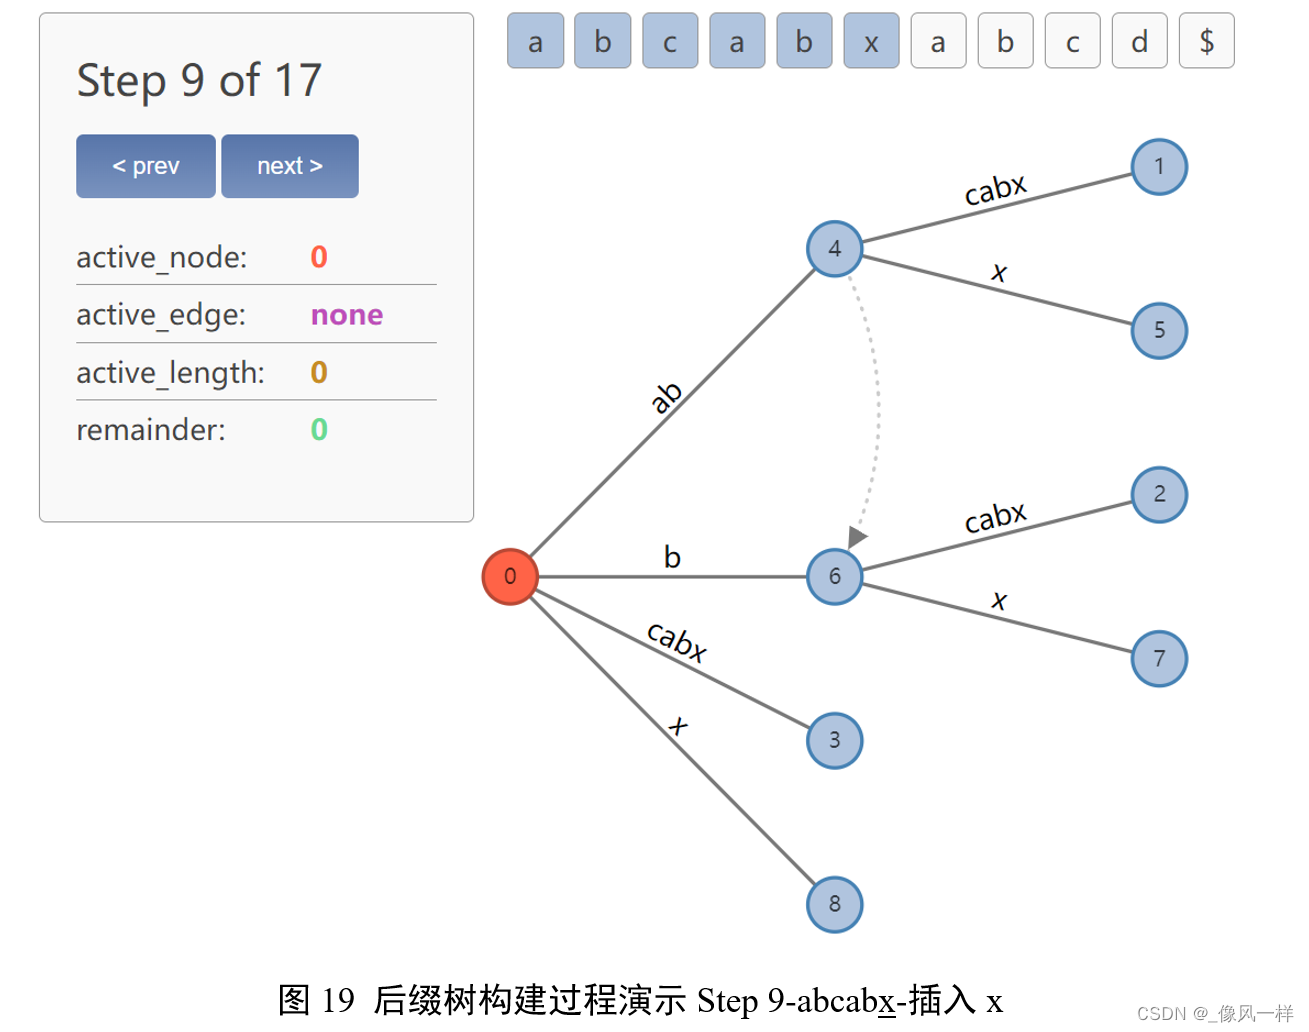 Step 9 of 17
< prev
next >
active_node: 0
active_edge: none
active_length: 0
remainder: 0
a b c a b x a b c d $
cabx
1
4
x
5
ab
cabx
2
0
b
6
x
7
cabx
3
x
8
图 19 后缀树构建过程演示 Step 9-abcabx-插入 x
CSDN @_像风一样